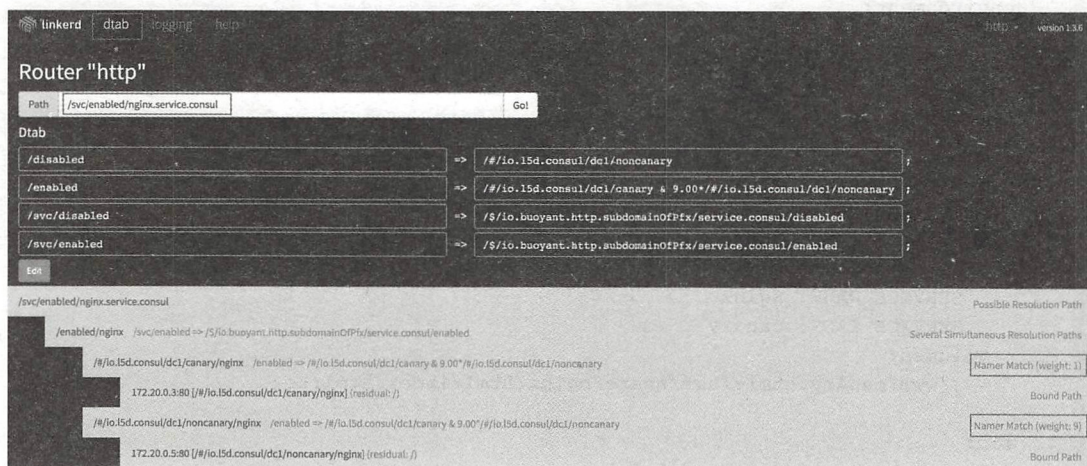 linkerd dtab logging help http version 1.3.6
Router "http"
Path /svc/enabled/nginx.service.consul Go!
Dtab
/disabled => /#/io.l5d.consul/dc1/noncanary ;
/enabled => /#/io.l5d.consul/dc1/canary & 9.00*/#/io.l5d.consul/dc1/noncanary ;
/svc/disabled => /$/io.buoyant.http.subdomainOfPfx/service.consul/disabled ;
/svc/enabled => /$/io.buoyant.http.subdomainOfPfx/service.consul/enabled ;
Edit
/svc/enabled/nginx.service.consul Possible Resolution Path
/enabled/nginx /svc/enabled => /$/io.buoyant.http.subdomainOfPfx/service.consul/enabled Several Simultaneous Resolution Paths
/#/io.l5d.consul/dc1/canary/nginx /enabled => /#/io.l5d.consul/dc1/canary & 9.00*/#/io.l5d.consul/dc1/noncanary Namer Match (weight: 1)
172.20.0.3:80 [/#/io.l5d.consul/dc1/canary/nginx] (residual: /) Bound Path
/#/io.l5d.consul/dc1/noncanary/nginx /enabled => /#/io.l5d.consul/dc1/canary & 9.00*/#/io.l5d.consul/dc1/noncanary Namer Match (weight: 9)
172.20.0.5:80 [/#/io.l5d.consul/dc1/noncanary/nginx] (residual: /) Bound Path